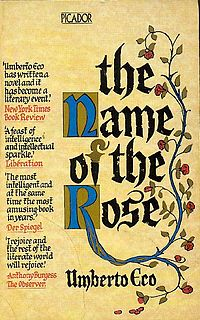 PICADOR
'Umberto Eco
has written a
novel and it
has become a
literary event.'
New York Times
Book Review
'A feast of
intelligence
and intellectual
sparkle.'
Libération
'The most
intelligent and
at the same
time the most
amusing book
in years.'
Der Spiegel
'I rejoice and
the rest of the
literary world
will rejoice.'
Anthony Burgess
The Observer
the
Name
of the
Rose
Umberto Eco